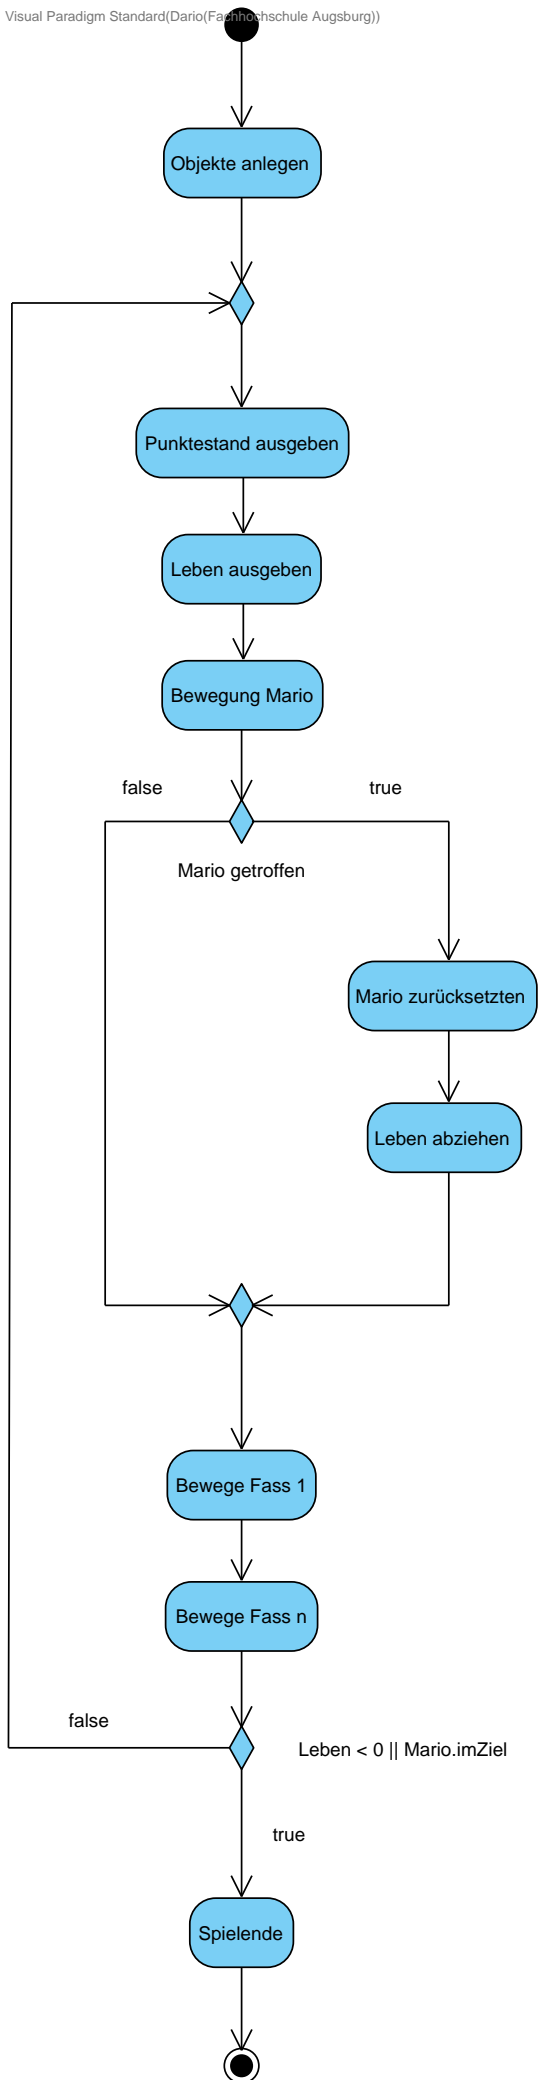 Visual Paradigm Standard(Dario(Fachhochschule Augsburg))
Objekte anlegen
Punktestand ausgeben
Leben ausgeben
Bewegung Mario
false
true
Mario getroffen
Mario zurücksetzten
Leben abziehen
Bewege Fass 1
Bewege Fass n
false
Leben < 0 || Mario.imZiel
true
Spielende